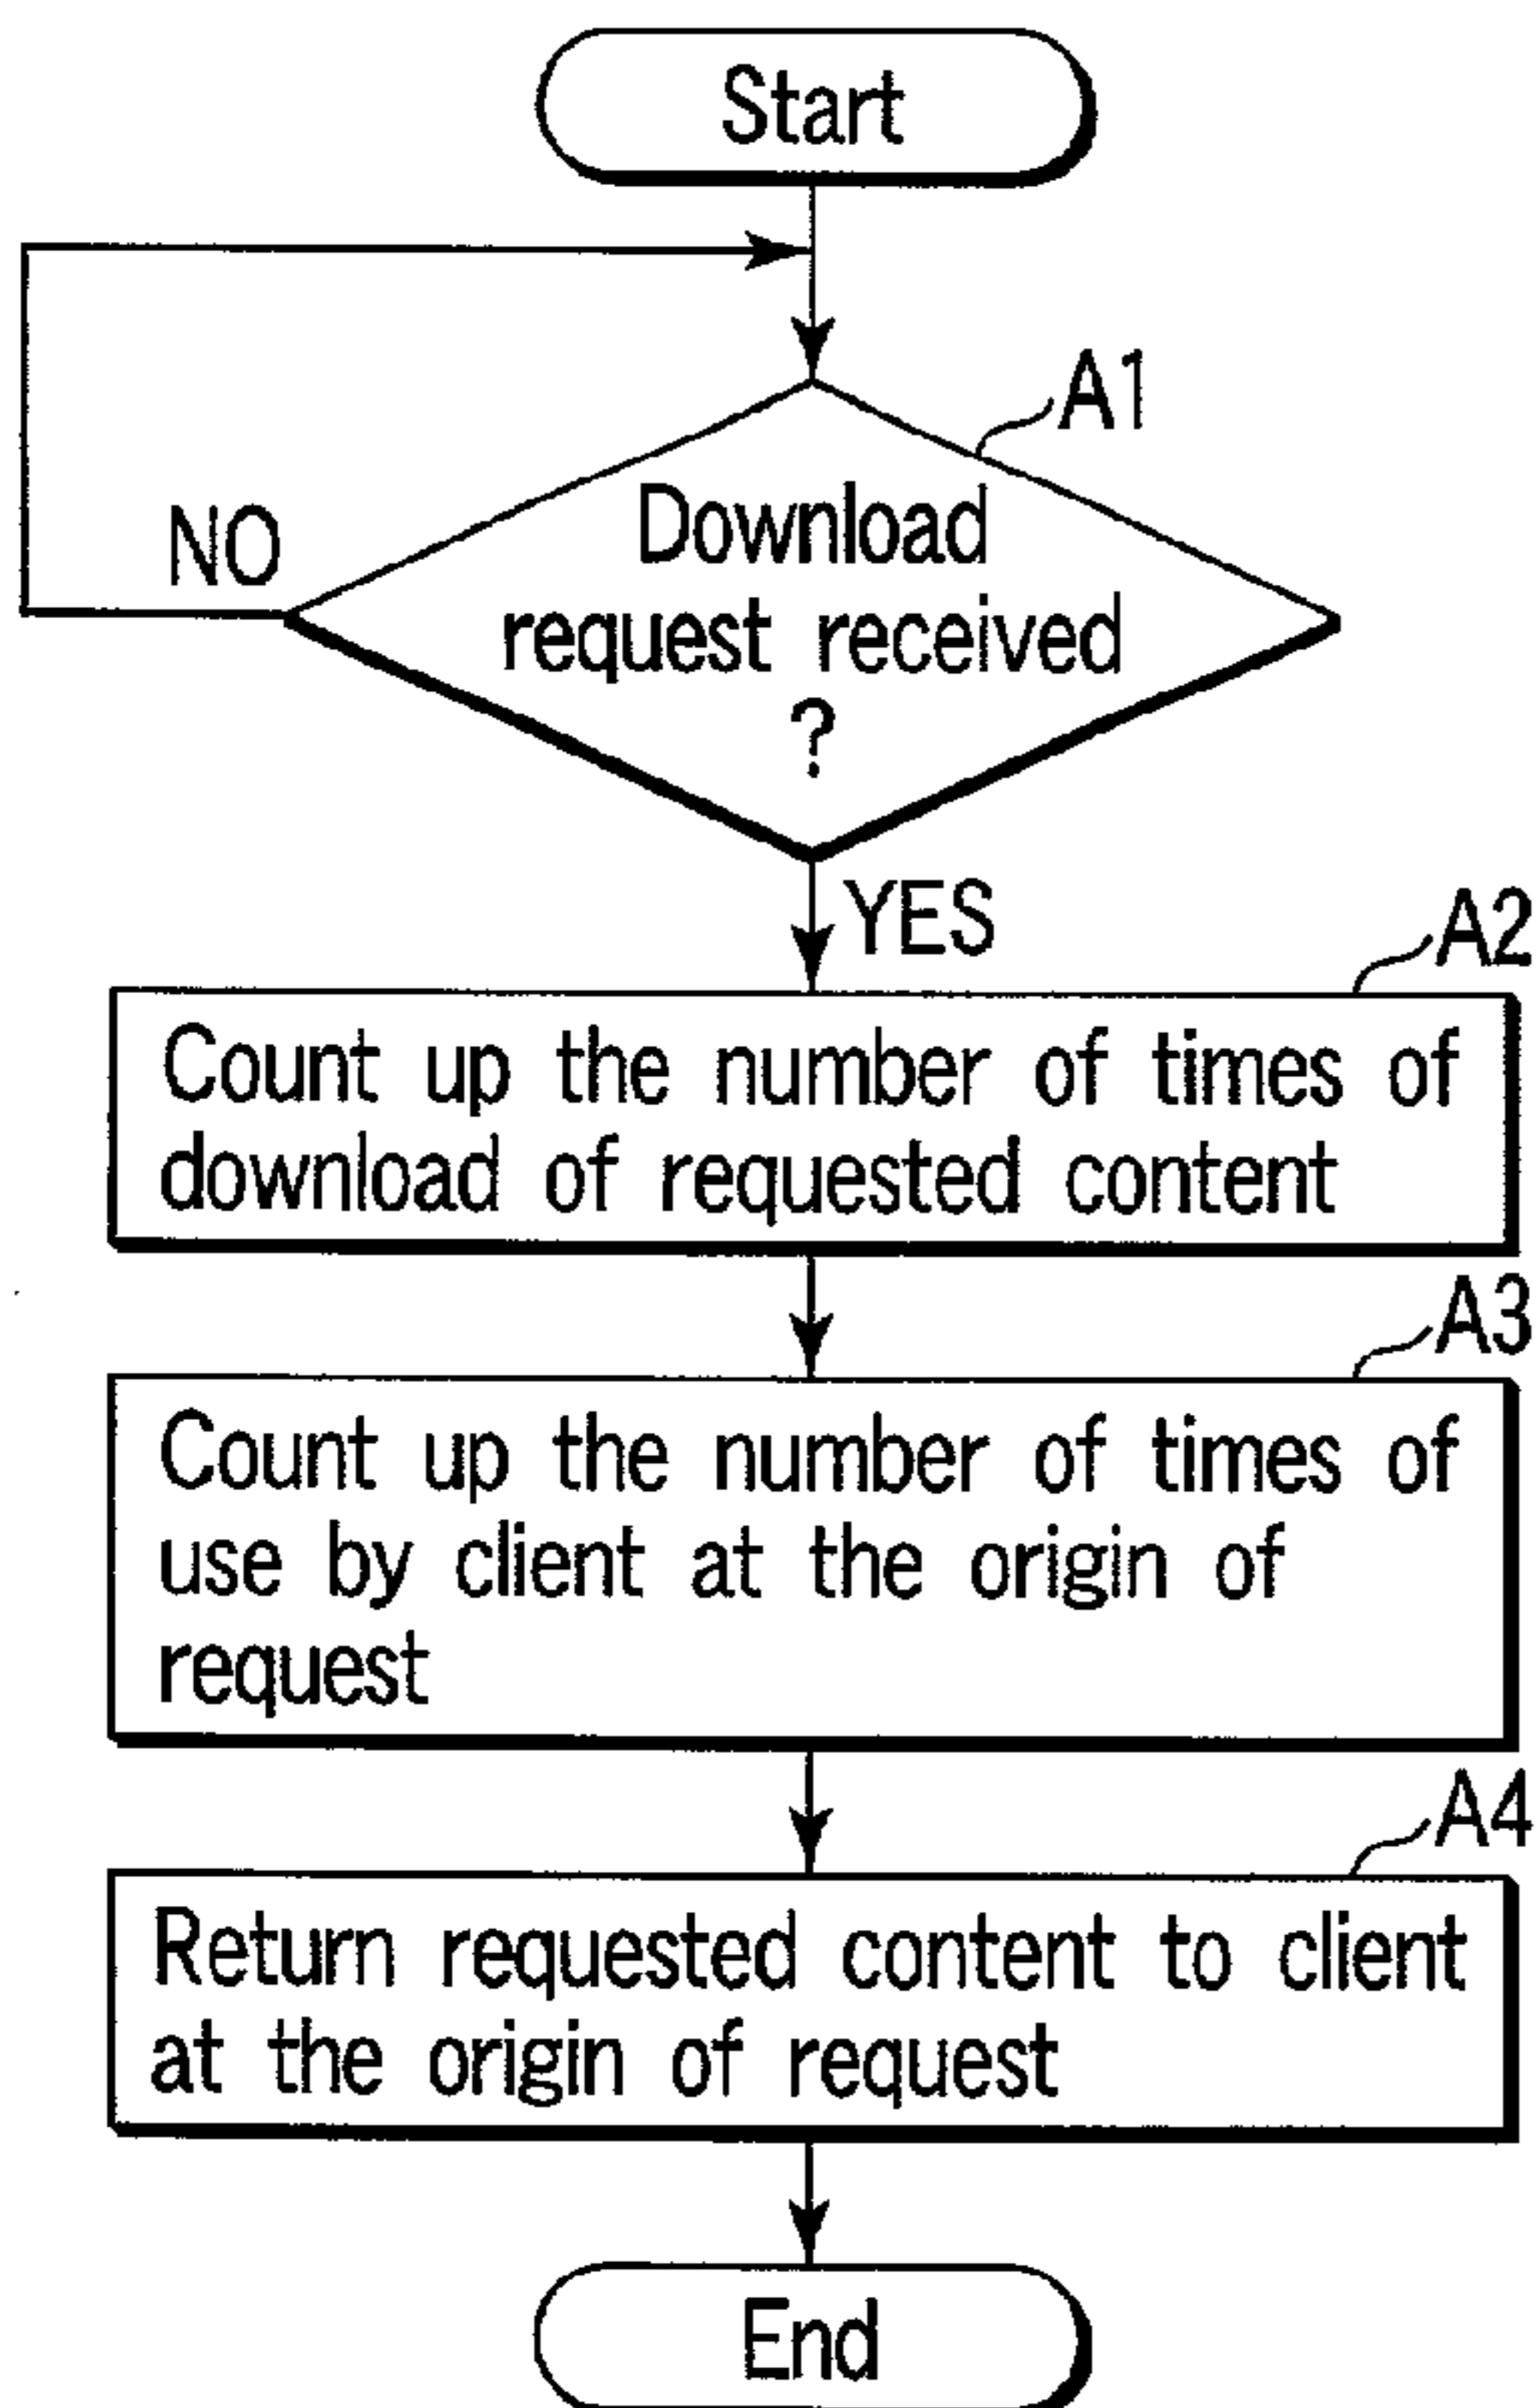 Start
A1
Download
request received
?
NO
YES
A2
Count up the number of times of
download of requested content
A3
Count up the number of times of
use by client at the origin of
request
A4
Return requested content to client
at the origin of request
End